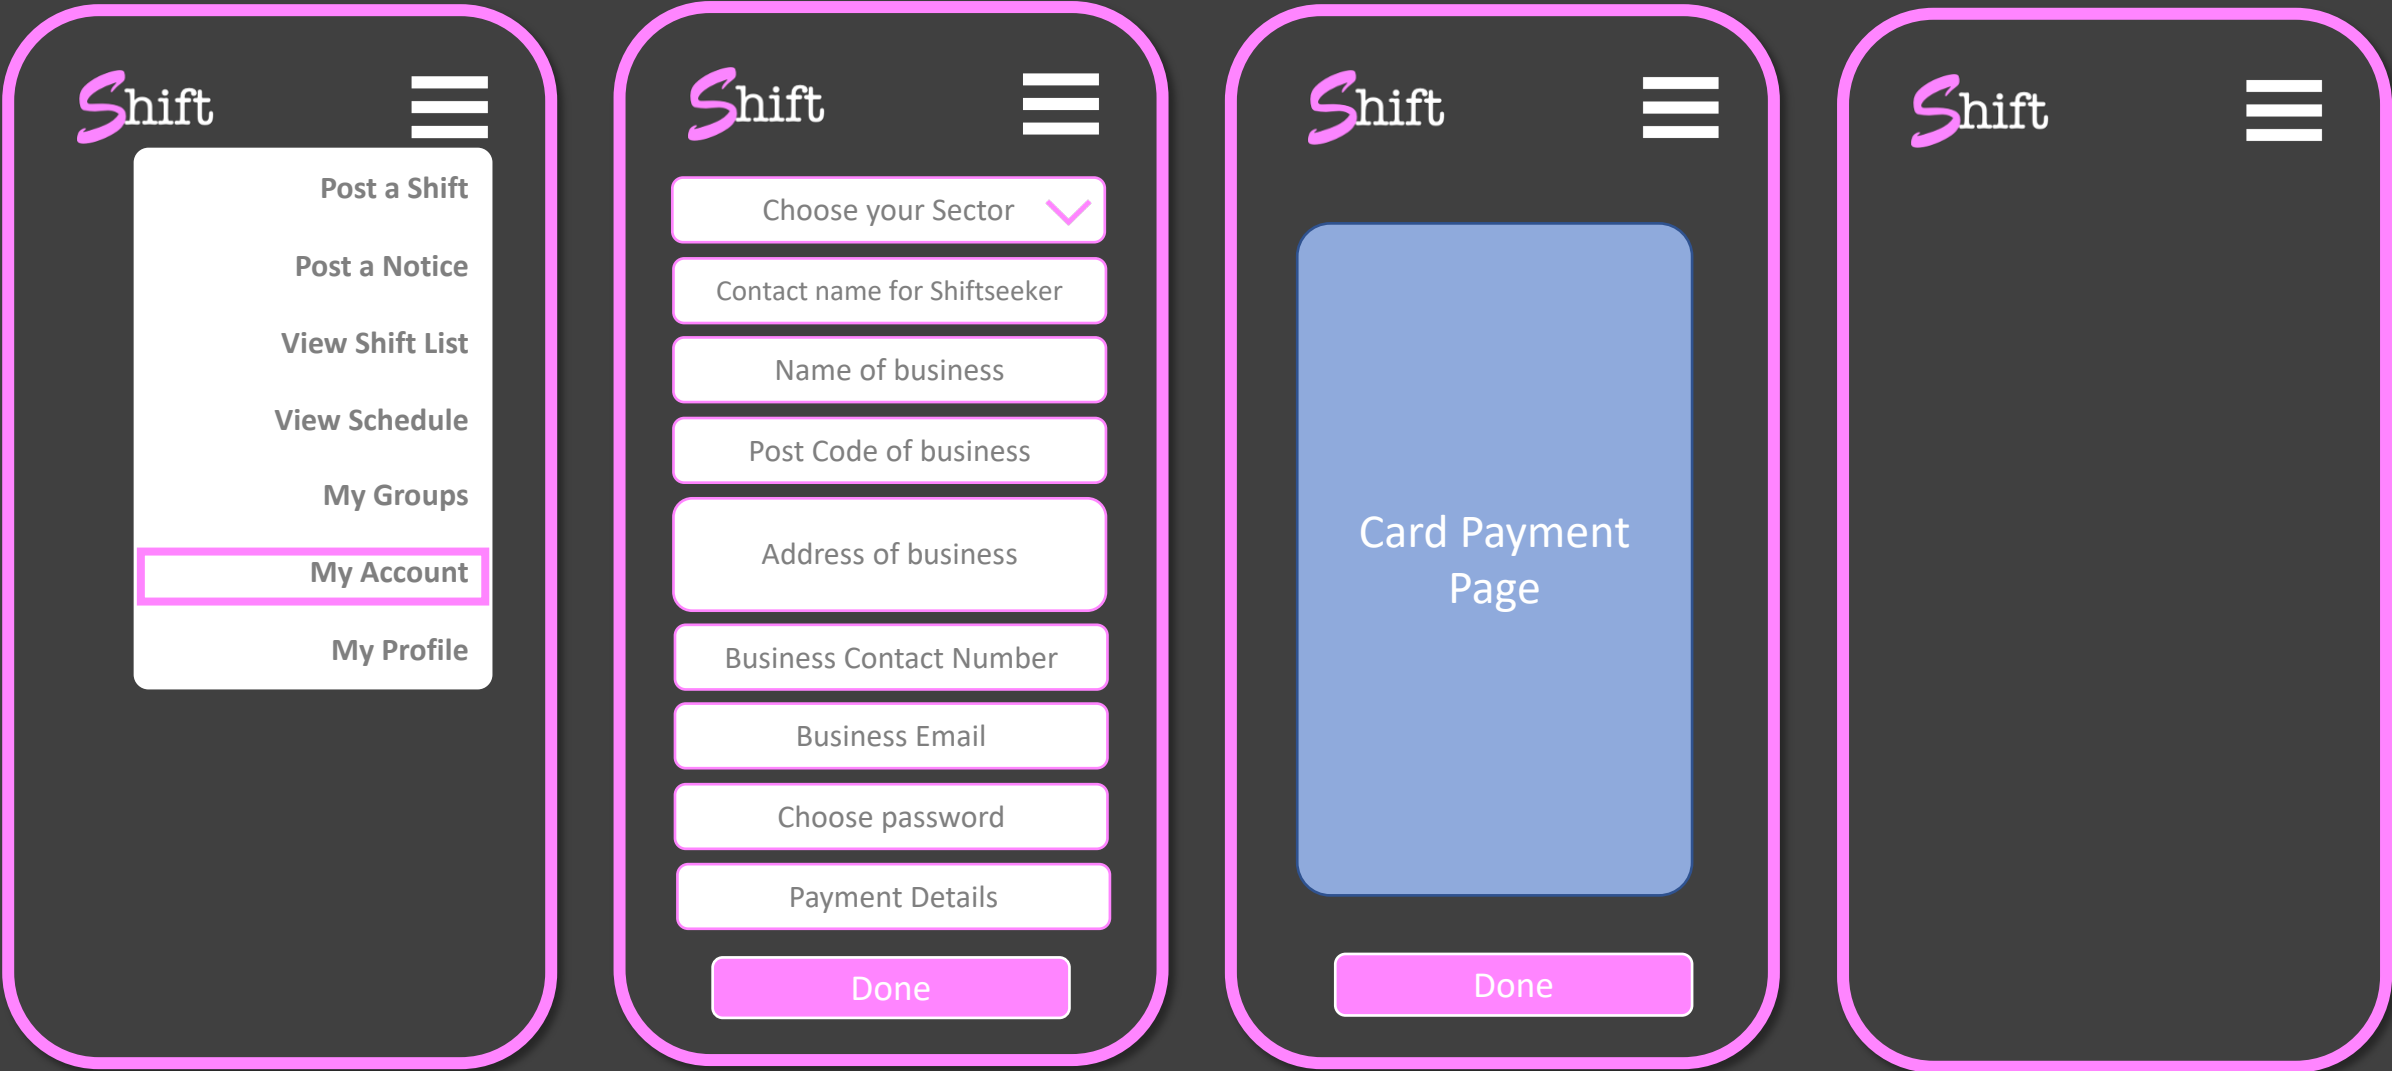 Shift
Post a Shift
Post a Notice
View Shift List
View Schedule
My Groups
My Account
My Profile
Shift
Choose your Sector
Contact name for Shiftseeker
Name of business
Post Code of business
Address of business
Business Contact Number
Business Email
Choose password
Payment Details
Done
Shift
Card Payment
Page
Done
Shift